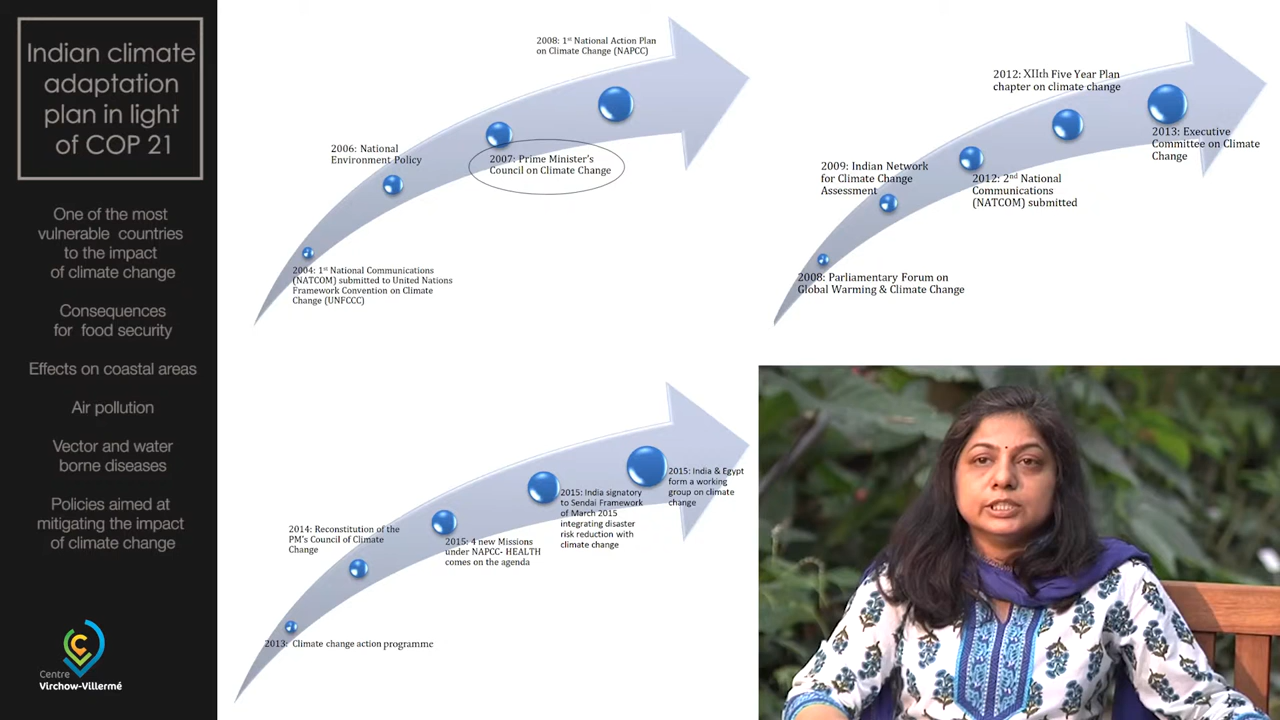 Indian climate
adaptation
plan in light
of COP 21
One of the most
vulnerable countries
to the impact
of climate change
Consequences
for food security
Effects on coastal areas
Air pollution
Vector and water
borne diseases
Policies aimed at
mitigating the impact
of climate change
Centre
Virchow-Villermé
2008: 1st National Action Plan
on Climate Change (NAPCC)
2006: National
Environment Policy
2007: Prime Minister's
Council on Climate Change
2004: 1st National Communications
(NATCOM) submitted to United Nations
Framework Convention on Climate
Change (UNFCCC)
2012: XIIth Five Year Plan
chapter on climate change
2013: Executive
Committee on Climate
Change
2009: Indian Network
for Climate Change
Assessment
2012: 2nd National
Communications
(NATCOM) submitted
2008: Parliamentary Forum on
Global Warming & Climate Change
2015: India & Egypt
form a working
group on climate
change
2015: India signatory
to Sendai Framework
of March 2015
integrating disaster
risk reduction with
climate change
2014: Reconstitution of the
PM's Council of Climate
Change
2015: 4 new Missions
under NAPCC- HEALTH
comes on the agenda
2013: Climate change action programme